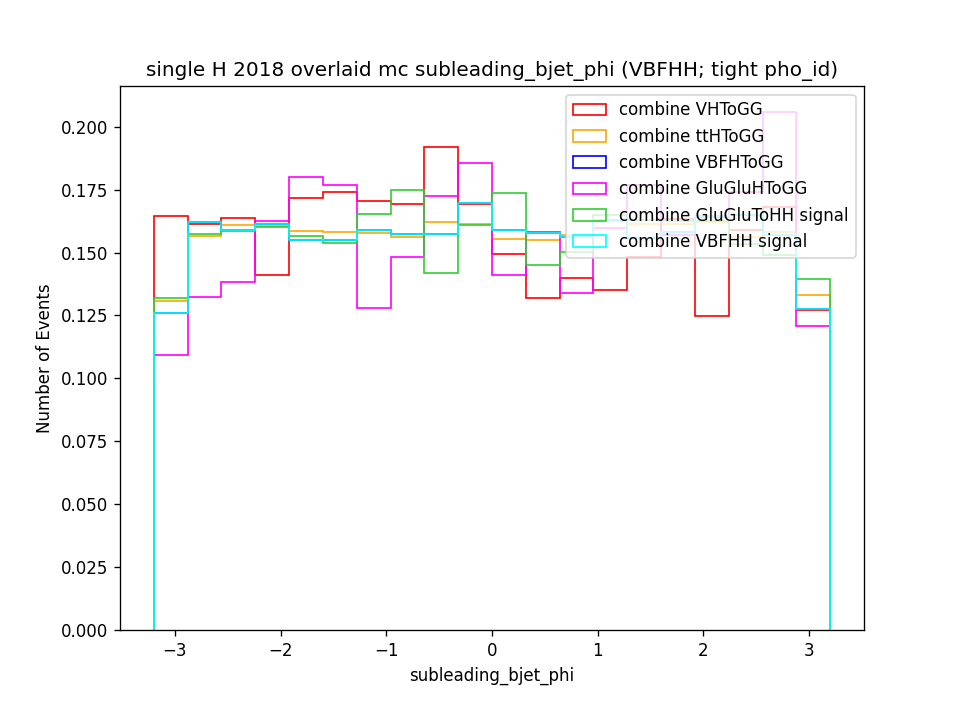 single H 2018 overlaid mc subleading_bjet_phi (VBFHH; tight pho_id)
combine VHToGG
combine ttHToGG
combine VBFHToGG
combine GluGluHToGG
combine GluGluToHH signal
combine VBFHH signal
0.200
0.175
0.150
0.125
0.100
0.075
0.050
0.025
0.000
Number of Events
−3 −2 −1 0 1 2 3
subleading_bjet_phi